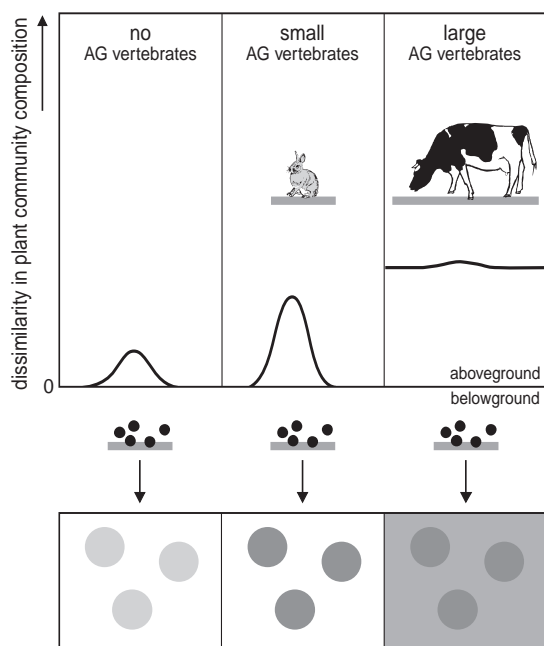 dissimilarity in plant community composition
no
AG vertebrates
small
AG vertebrates
large
AG vertebrates
0
aboveground
belowground